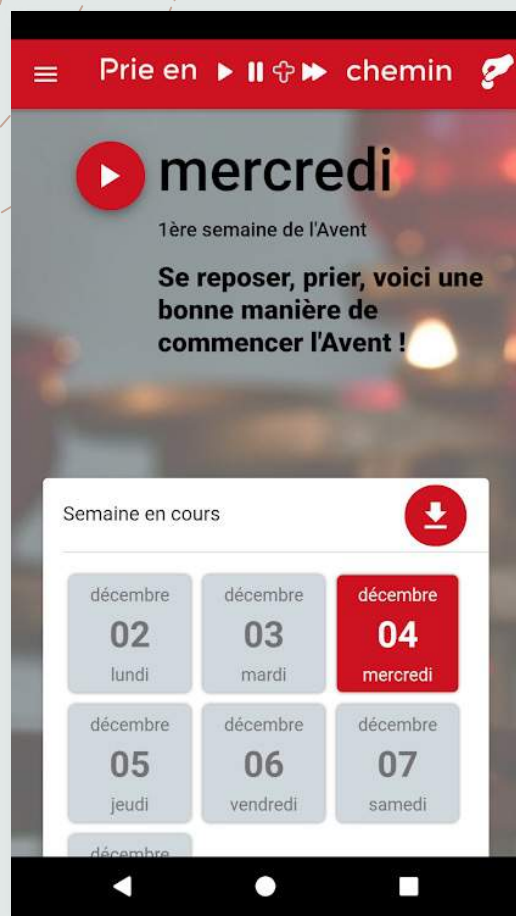 Prie en chemin
mercredi
1ère semaine de l'Avent
Se reposer, prier, voici une
bonne manière de
commencer l'Avent !
Semaine en cours
décembre décembre décembre
02 03 04
lundi mardi mercredi
décembre décembre décembre
05 06 07
jeudi vendredi samedi
décembre